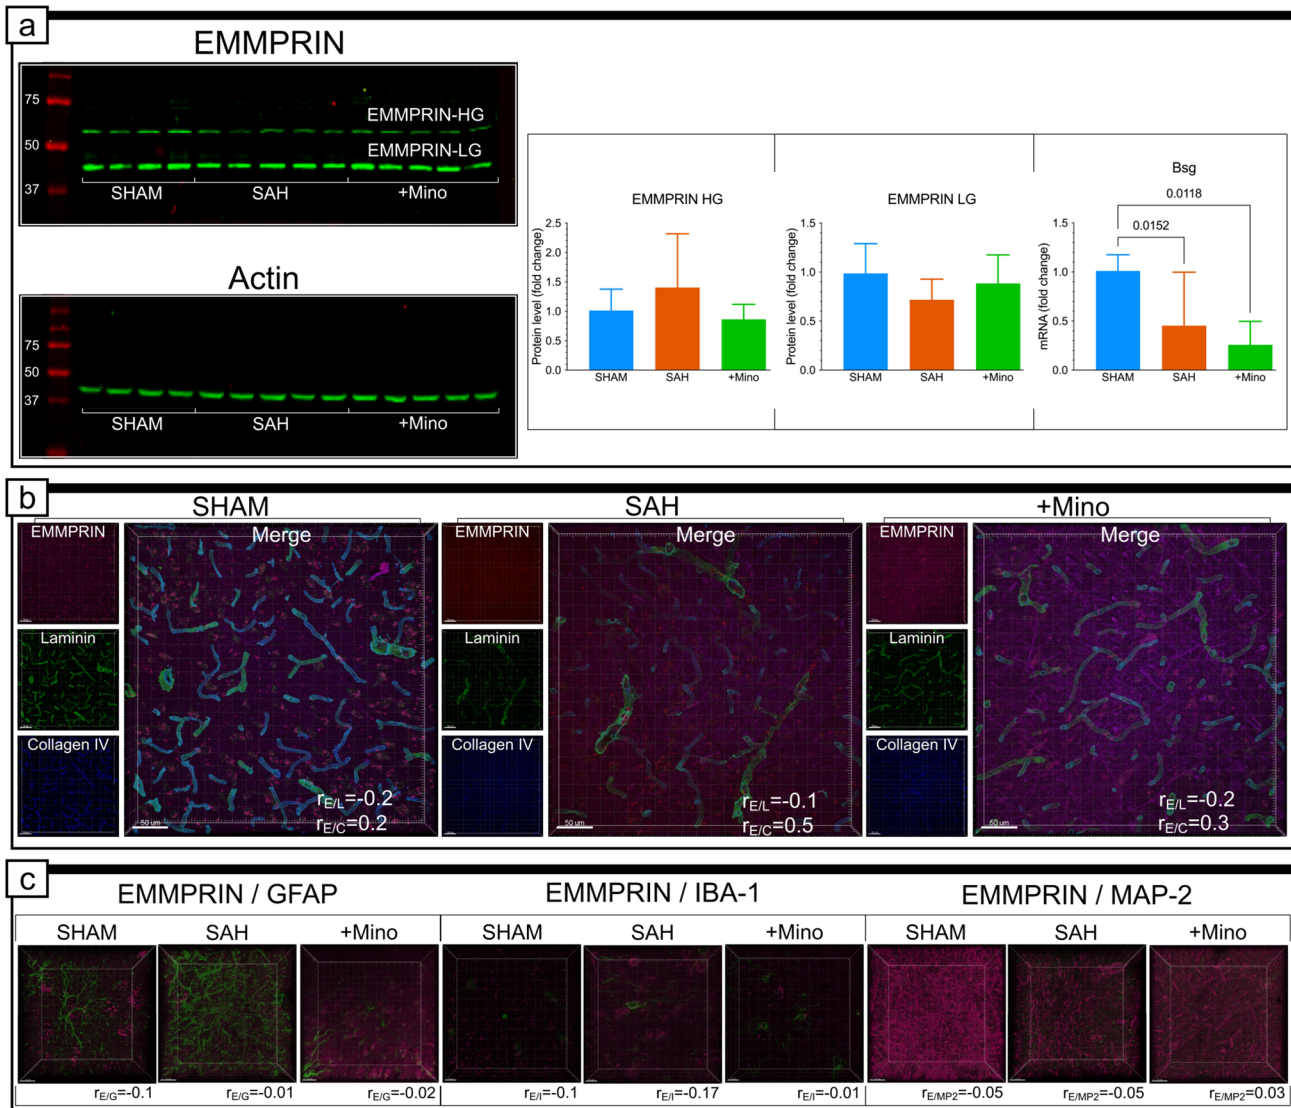 a
EMMPRIN
75
50
37
EMMPRIN-HG
EMMPRIN-LG
SHAM SAH +Mino
Actin
75
50
37
SHAM SAH +Mino
EMMPRIN HG
Protein level (fold change)
2.5
2.0
1.5
1.0
0.5
0.0
SHAM SAH +Mino
EMMPRIN LG
Protein level (fold change)
1.5
1.0
0.5
0.0
SHAM SAH +Mino
Bsg
0.0118
0.0152
mRNA (fold change)
1.5
1.0
0.5
0.0
SHAM SAH +Mino
b
SHAM
EMMPRIN
Laminin
Collagen IV
Merge
rE/L=-0.2
rE/C=0.2
50 um
SAH
EMMPRIN
Laminin
Collagen IV
Merge
rE/L=-0.1
rE/C=0.5
50 um
+Mino
EMMPRIN
Laminin
Collagen IV
Merge
rE/L=-0.2
rE/C=0.3
50 um
c
EMMPRIN / GFAP
SHAM SAH +Mino
rE/G=-0.1 rE/G=-0.01 rE/G=-0.02
EMMPRIN / IBA-1
SHAM SAH +Mino
rE/I=-0.1 rE/I=-0.17 rE/I=-0.01
EMMPRIN / MAP-2
SHAM SAH +Mino
rE/MP2=-0.05 rE/MP2=-0.05 rE/MP2=0.03